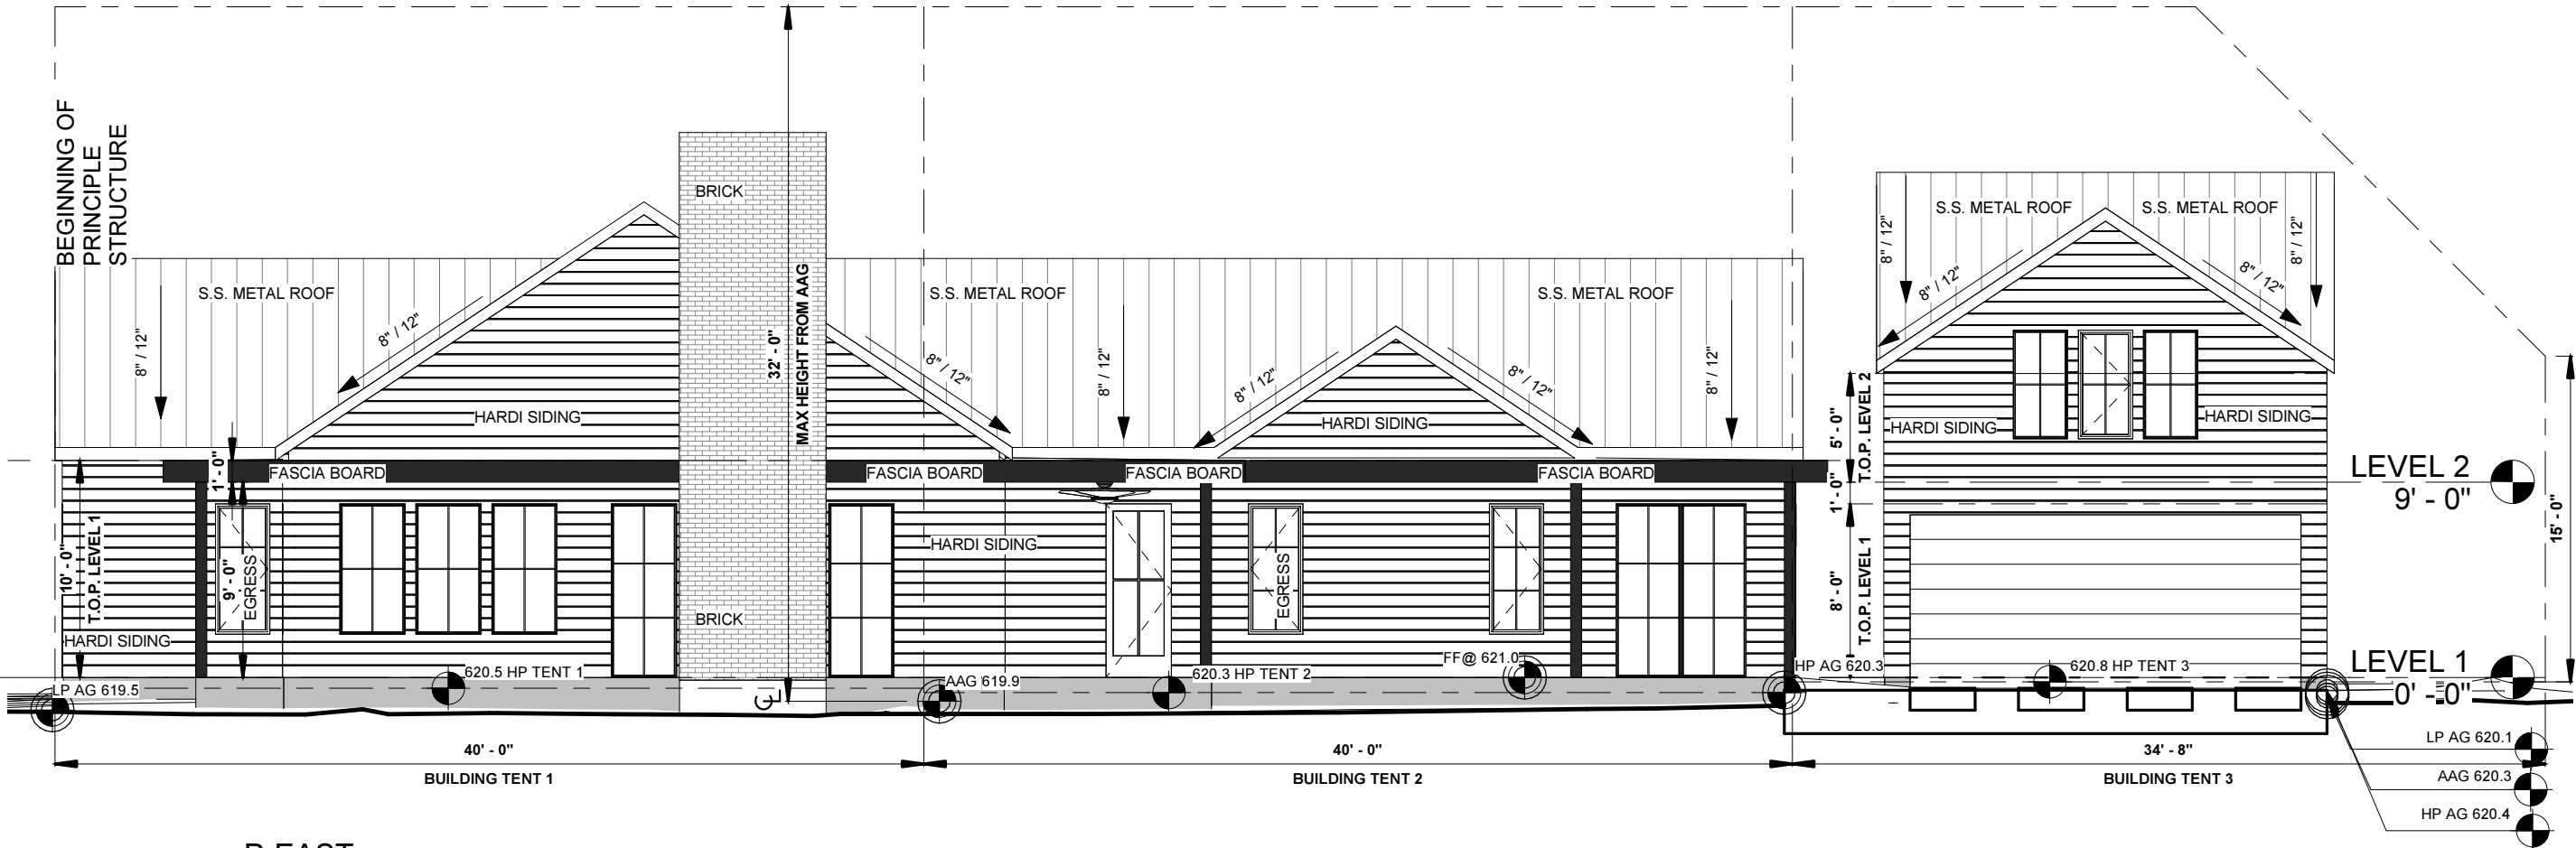 BEGINNING OF
PRINCIPLE
STRUCTURE
BRICK
S.S. METAL ROOF
8" / 12"
8" / 12"
32' - 0"
MAX HEIGHT FROM AAG
S.S. METAL ROOF
8" / 12"
8" / 12"
8" / 12"
8" / 12"
S.S. METAL ROOF
8" / 12"
S.S. METAL ROOF
S.S. METAL ROOF
8" / 12"
8" / 12"
8" / 12"
8" / 12"
HARDI SIDING
HARDI SIDING
HARDI SIDING
HARDI SIDING
1' - 0"
FASCIA BOARD
FASCIA BOARD
FASCIA BOARD
FASCIA BOARD
5' - 0"
T.O.P. LEVEL 2
1' - 0"
LEVEL 2
9' - 0"
15' - 0"
10' - 0"
T.O.P. LEVEL 1
9' - 0"
EGRESS
HARDI SIDING
EGRESS
8' - 0"
T.O.P. LEVEL 1
HARDI SIDING
BRICK
LP AG 619.5
620.5 HP TENT 1
CL
AAG 619.9
620.3 HP TENT 2
FF@ 621.0
HP AG 620.3
620.8 HP TENT 3
LEVEL 1
0' - 0"
40' - 0"
BUILDING TENT 1
40' - 0"
BUILDING TENT 2
34' - 8"
BUILDING TENT 3
LP AG 620.1
AAG 620.3
HP AG 620.4